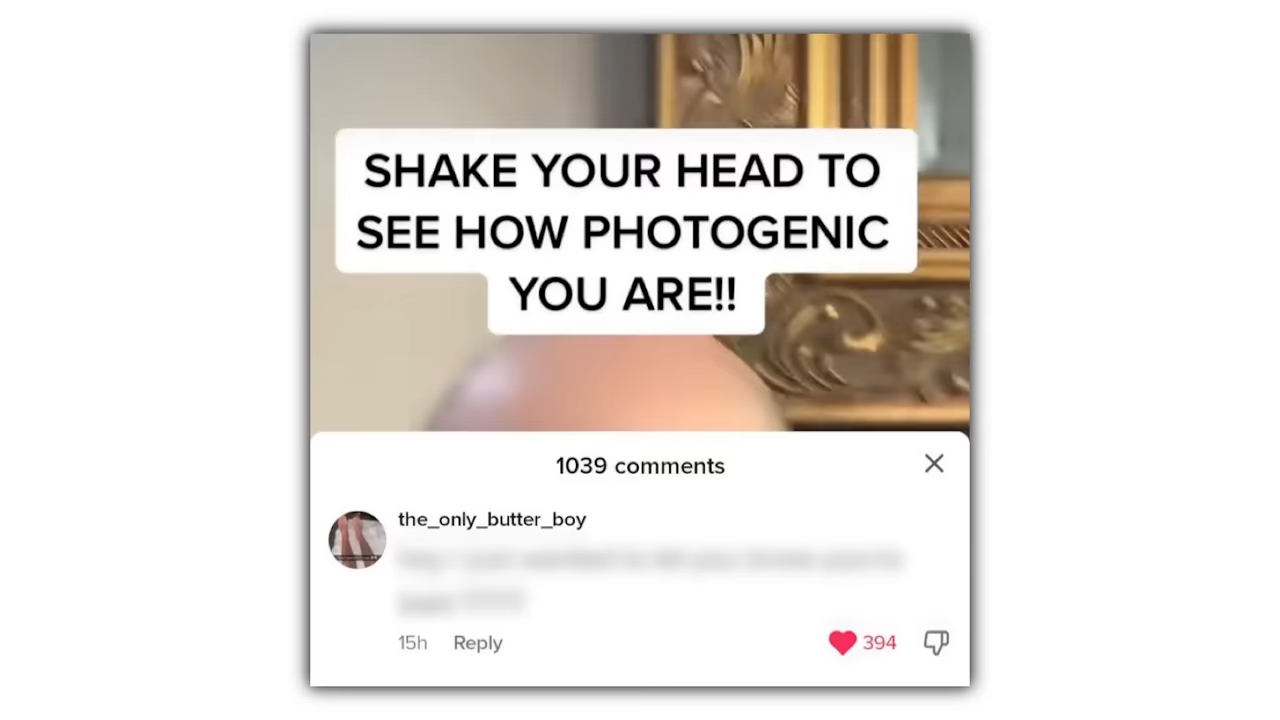 SHAKE YOUR HEAD TO
SEE HOW PHOTOGENIC
YOU ARE!!
1039 comments
the_only_butter_boy
15h Reply
394